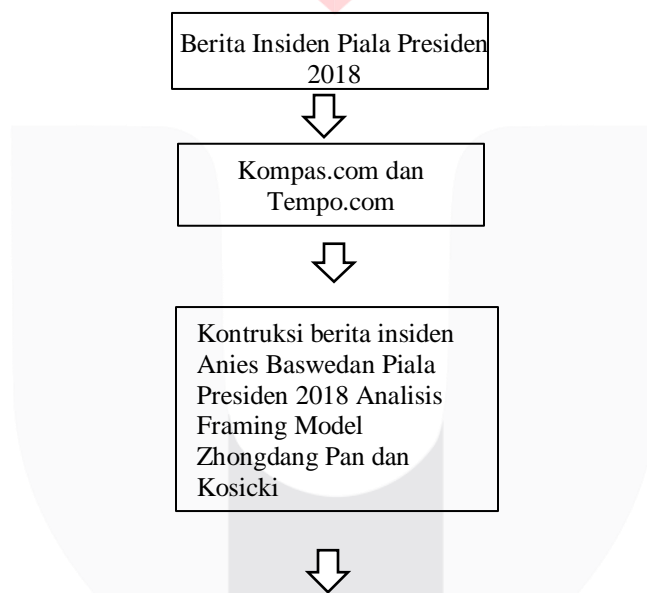 Berita Insiden Piala Presiden
2018
Kompas.com dan
Tempo.com
Kontruksi berita insiden
Anies Baswedan Piala
Presiden 2018 Analisis
Framing Model
Zhongdang Pan dan
Kosicki